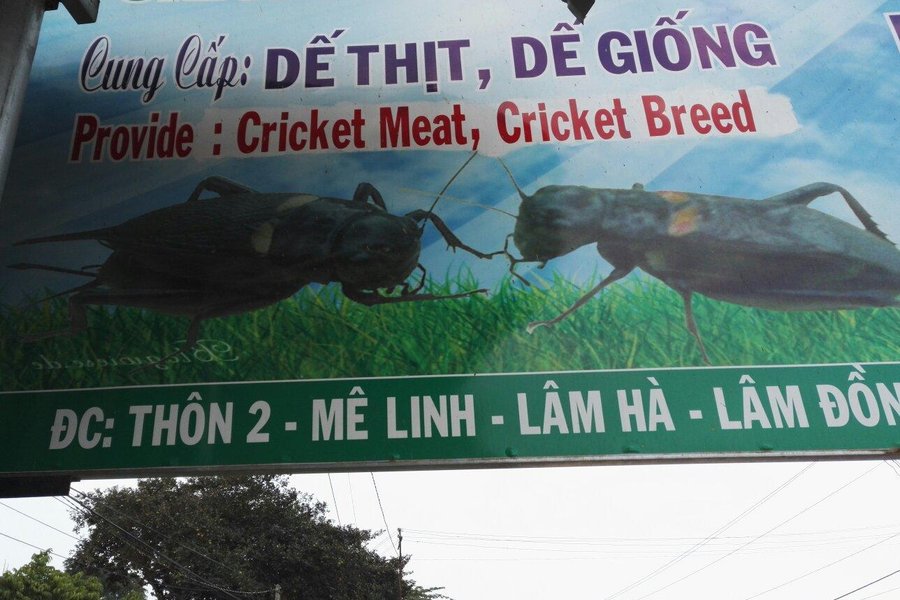 Cung Cấp: DẾ THỊT, DẾ GIỐNG
Provide : Cricket Meat, Cricket Breed
ĐC: THÔN 2 - MÊ LINH - LÂM HÀ - LÂM ĐỒN